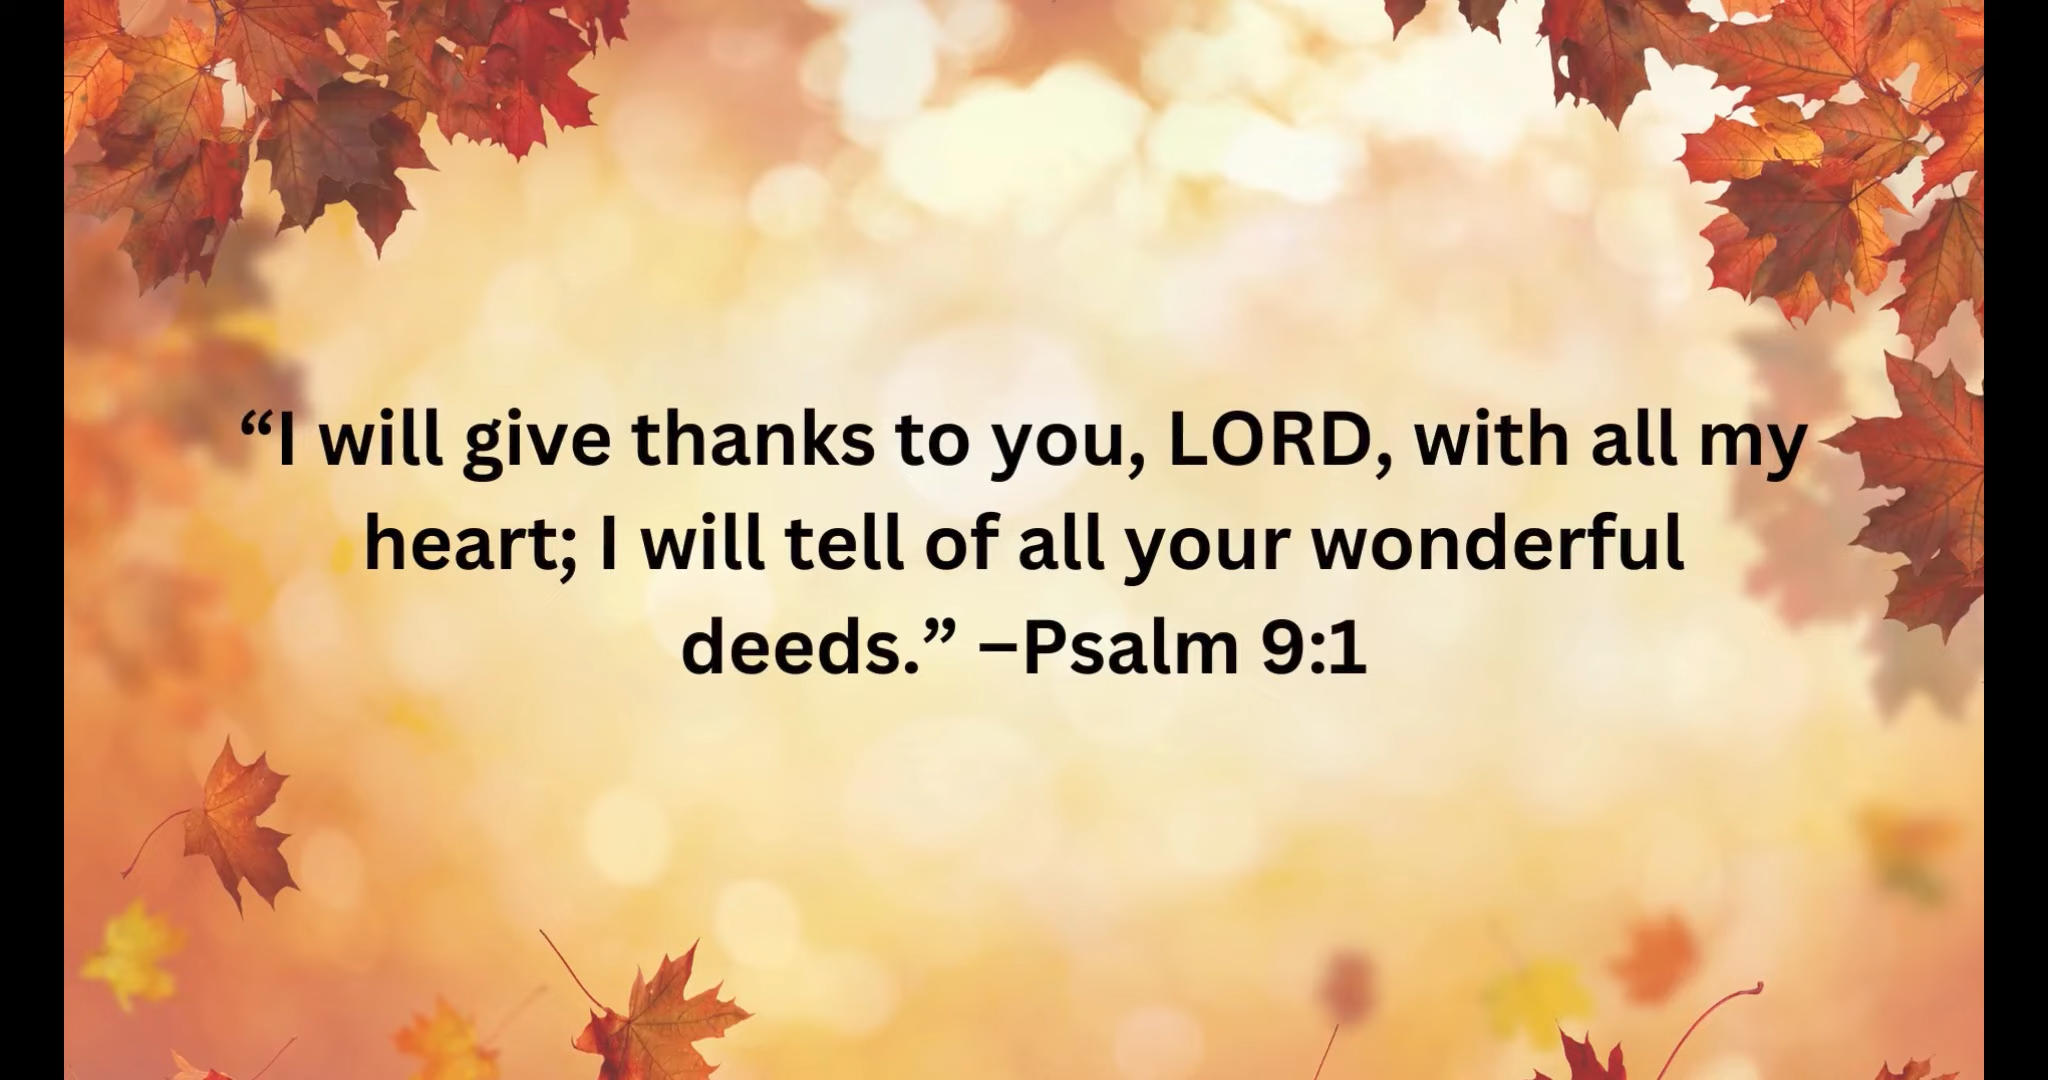 “I will give thanks to you, LORD, with all my
heart; I will tell of all your wonderful
deeds.” –Psalm 9:1